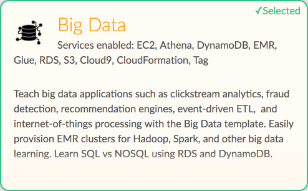 ✓Selected
Big Data
Services enabled: EC2, Athena, DynamoDB, EMR,
Glue, RDS, S3, Cloud9, CloudFormation, Tag
Teach big data applications such as clickstream analytics, fraud
detection, recommendation engines, event-driven ETL, and
internet-of-things processing with the Big Data template. Easily
provision EMR clusters for Hadoop, Spark, and other big data
learning. Learn SQL vs NOSQL using RDS and DynamoDB.